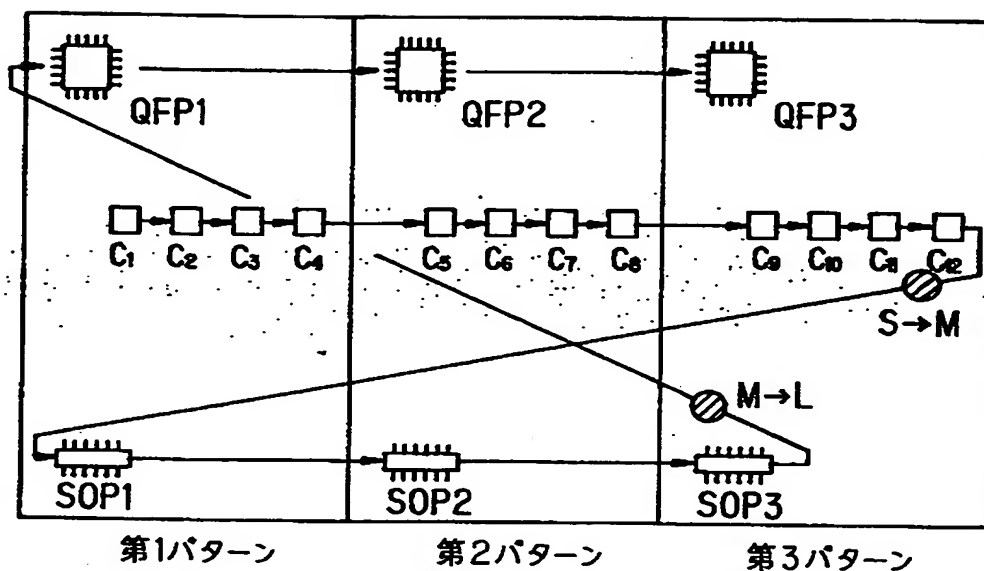 QFP1 QFP2 QFP3
C1 C2 C3 C4 C5 C6 C7 C8 C9 C10 C11 C12
S→M
M→L
SOP1 SOP2 SOP3
第1パターン 第2パターン 第3パターン